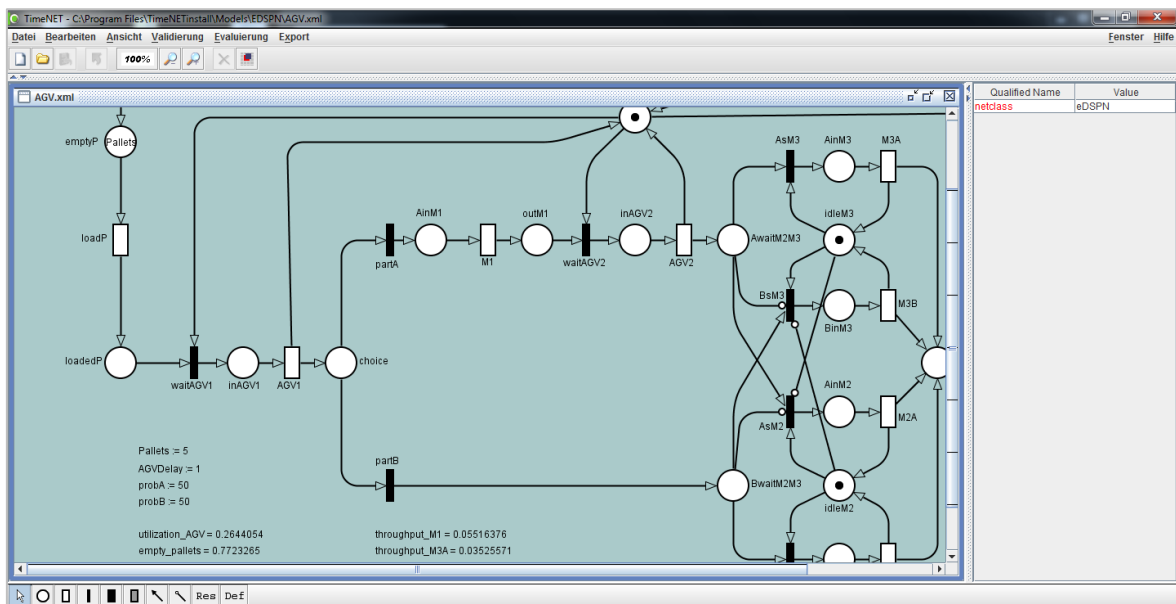 TimeNET - C:\Program Files\TimeNETinstall\Models\EDSPN\AGV.xml
Datei Bearbeiten Ansicht Validierung Evaluierung Export Fenster Hilfe
100%
AGV.xml
Qualified Name Value
netclass eDSPN
emptyP
Pallets
AsM3
AinM3
M3A
loadP
AinM1
outM1
inAGV2
idleM3
partA
M1
waitAGV2
AGV2
AwaitM2M3
BsM3
BinM3
M3B
loadedP
waitAGV1
inAGV1
AGV1
choice
AinM2
AsM2
M2A
Pallets := 5
AGVDelay := 1
probA := 50
probB := 50
partB
BwaitM2M3
idleM2
utilization_AGV = 0.2644054
empty_pallets = 0.7723265
throughput_M1 = 0.05516376
throughput_M3A = 0.03525571
Res Def